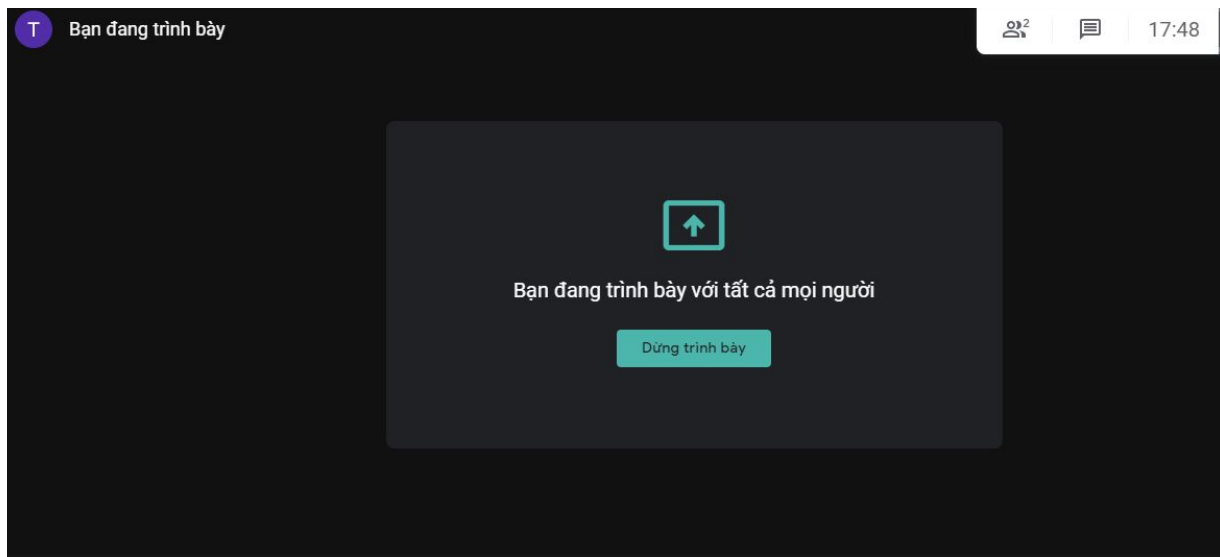 T Bạn đang trình bày
2
17:48
Bạn đang trình bày với tất cả mọi người
Dừng trình bày